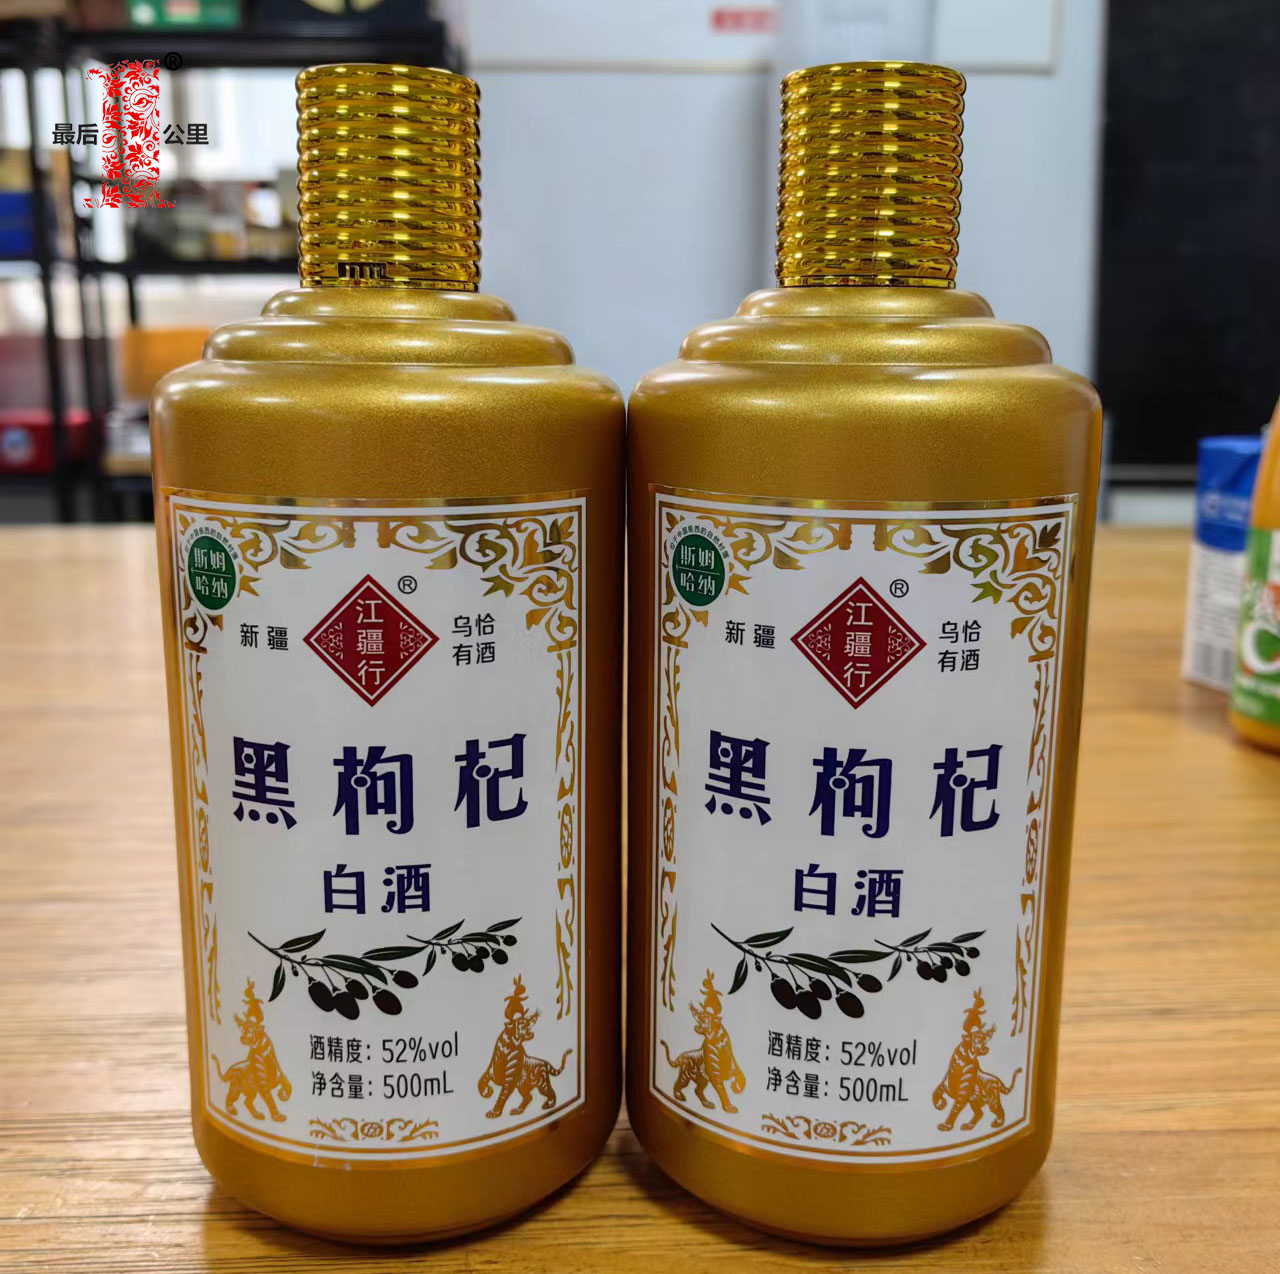 最后
公里
®
斯姆
哈纳
新疆
江疆行
®
乌恰
有酒
黑枸杞
白酒
酒精度：52%vol
净含量：500mL
斯姆
哈纳
新疆
江疆行
®
乌恰
有酒
黑枸杞
白酒
酒精度：52%vol
净含量：500mL